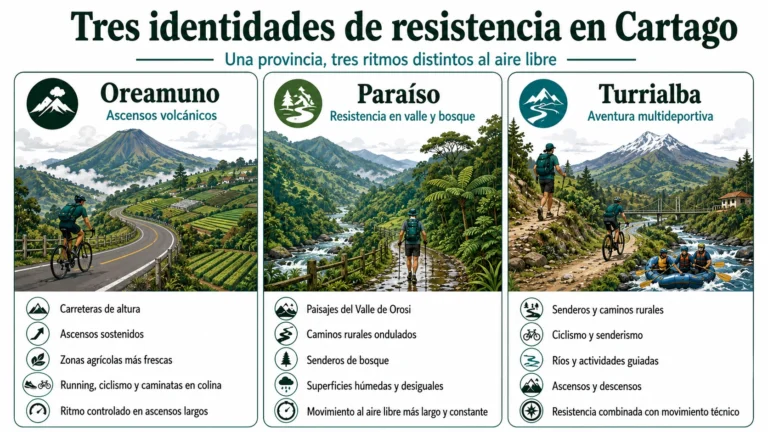 Tres identidades de resistencia en Cartago
Una provincia, tres ritmos distintos al aire libre
Oreamuno
Ascensos volcánicos
Carreteras de altura
Ascensos sostenidos
Zonas agrícolas más frescas
Running, ciclismo y caminatas en colina
Ritmo controlado en ascensos largos
Paraíso
Resistencia en valle y bosque
Paisajes del Valle de Orosi
Caminos rurales ondulados
Senderos de bosque
Superficies húmedas y desiguales
Movimiento al aire libre más largo y constante
Turrialba
Aventura multideportiva
Senderos y caminos rurales
Ciclismo y senderismo
Ríos y actividades guiadas
Ascensos y descensos
Resistencia combinada con movimiento técnico